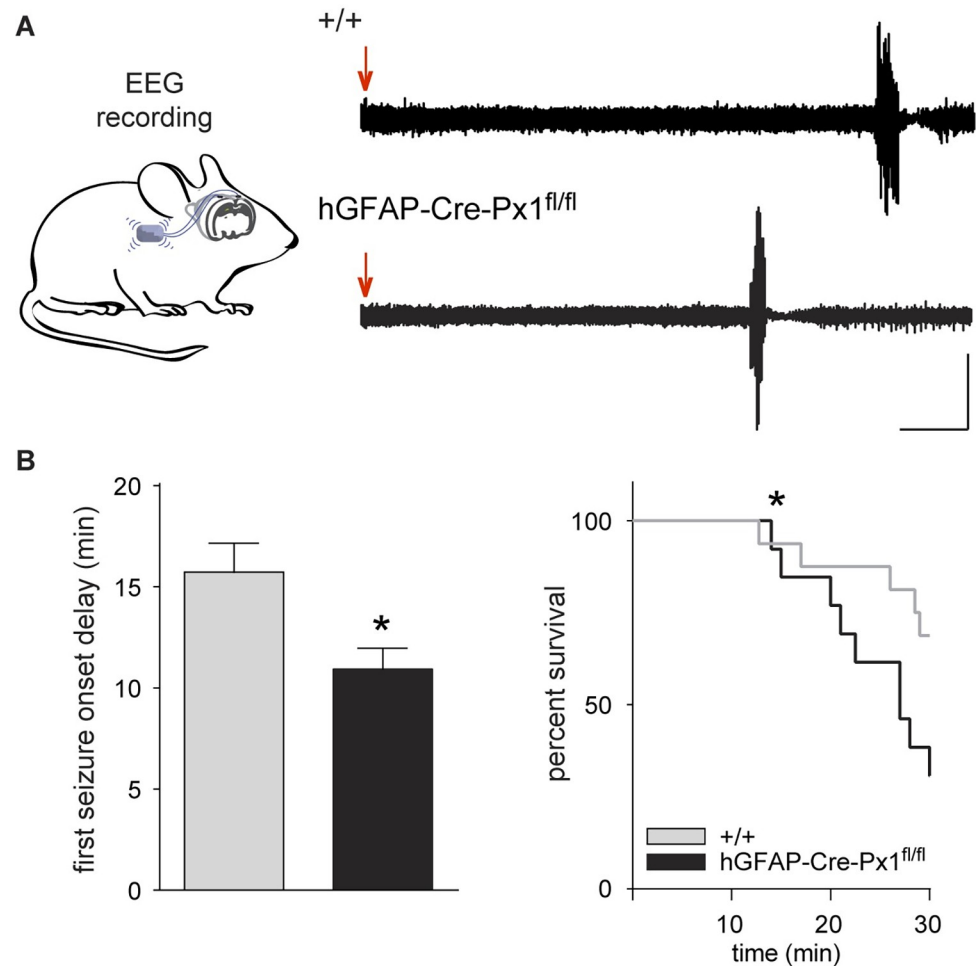 A
EEG
recording
+/+
hGFAP-Cre-Px1fl/fl
B
first seizure onset delay (min)
20
15
10
5
0
*
percent survival
100
50
0
*
+/+
hGFAP-Cre-Px1fl/fl
10 20 30
time (min)